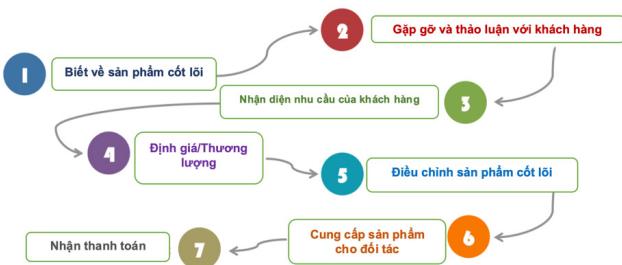 1
Biết về sản phẩm cốt lõi
2
Gặp gỡ và thảo luận với khách hàng
Nhận diện nhu cầu của khách hàng
3
4
Định giá/Thương
lượng
5
Điều chỉnh sản phẩm cốt lõi
Cung cấp sản phẩm
cho đối tác
6
Nhận thanh toán
7